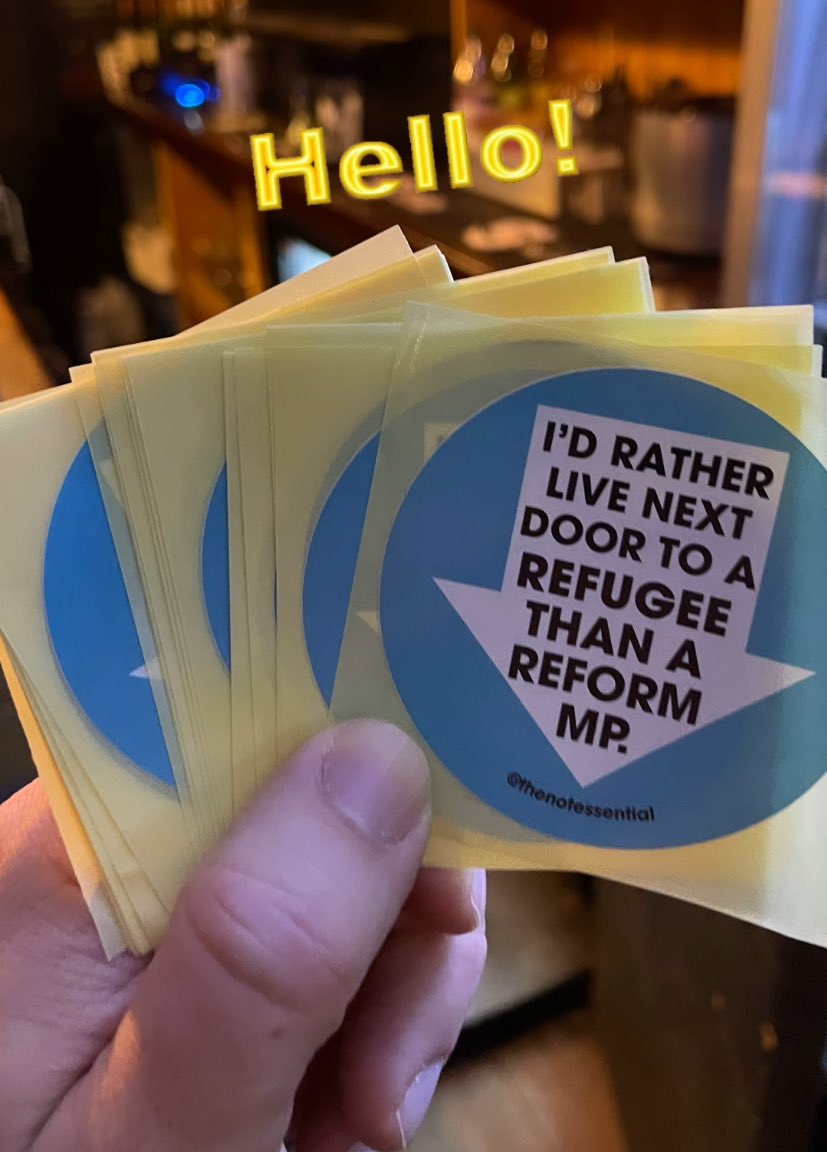 Hello!
I'D RATHER
LIVE NEXT
DOOR TO A
REFUGEE
THAN A
REFORM
MP.
@thenotessential